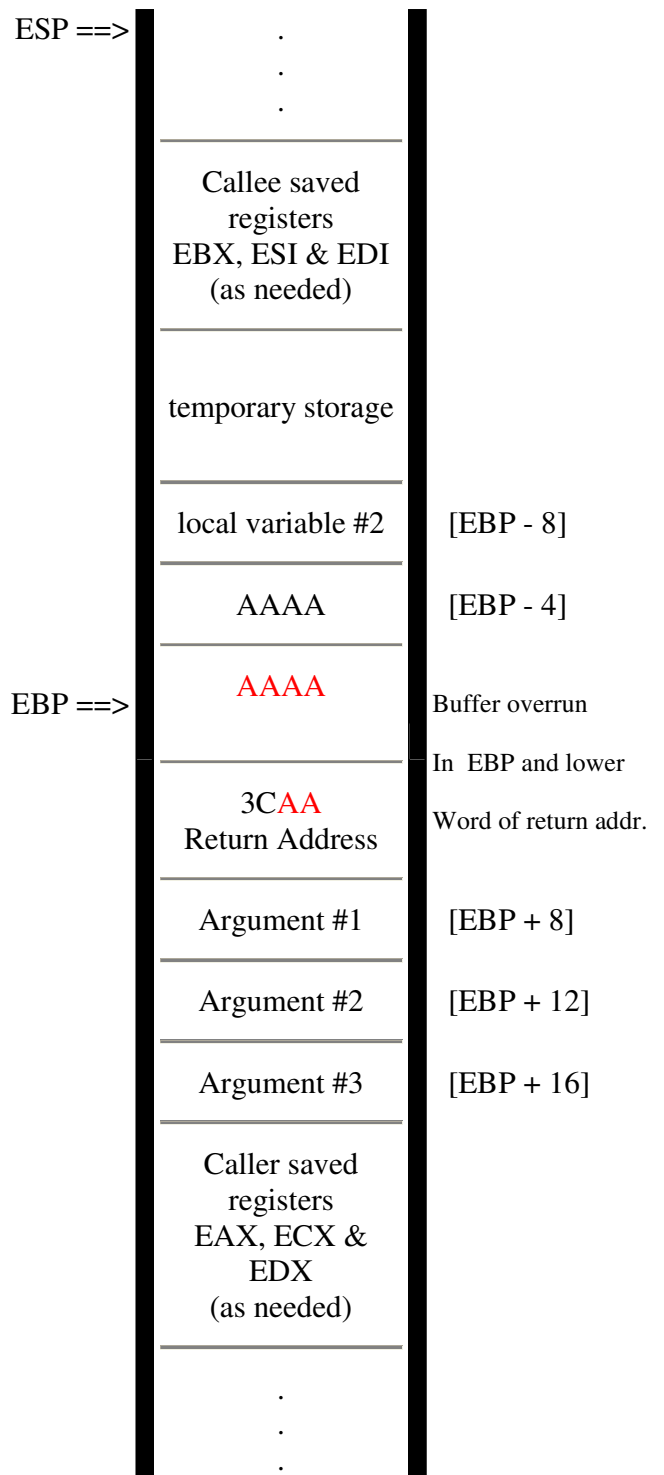 ESP ==>
.
.
.
Callee saved
registers
EBX, ESI & EDI
(as needed)
temporary storage
local variable #2 [EBP - 8]
AAAA [EBP - 4]
AAAA
EBP ==> Buffer overrun
In EBP and lower
3CAA
Word of return addr.
Return Address
Argument #1 [EBP + 8]
Argument #2 [EBP + 12]
Argument #3 [EBP + 16]
Caller saved
registers
EAX, ECX &
EDX
(as needed)
.
.
.